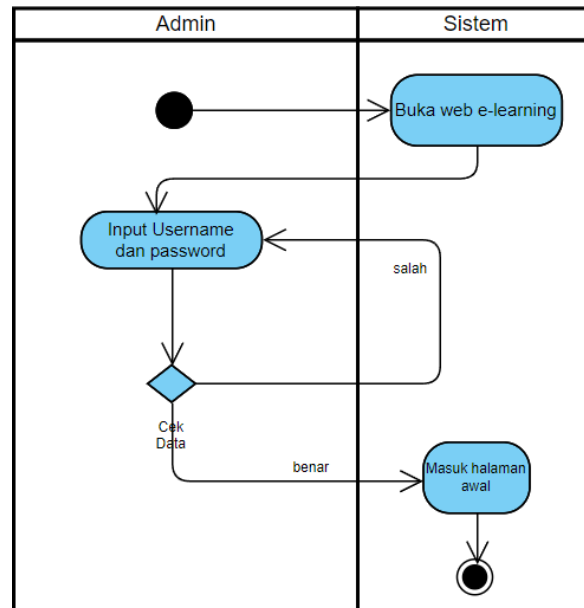 Admin
Sistem
Buka web e-learning
Input Username
dan password
salah
Cek
Data
benar
Masuk halaman
awal